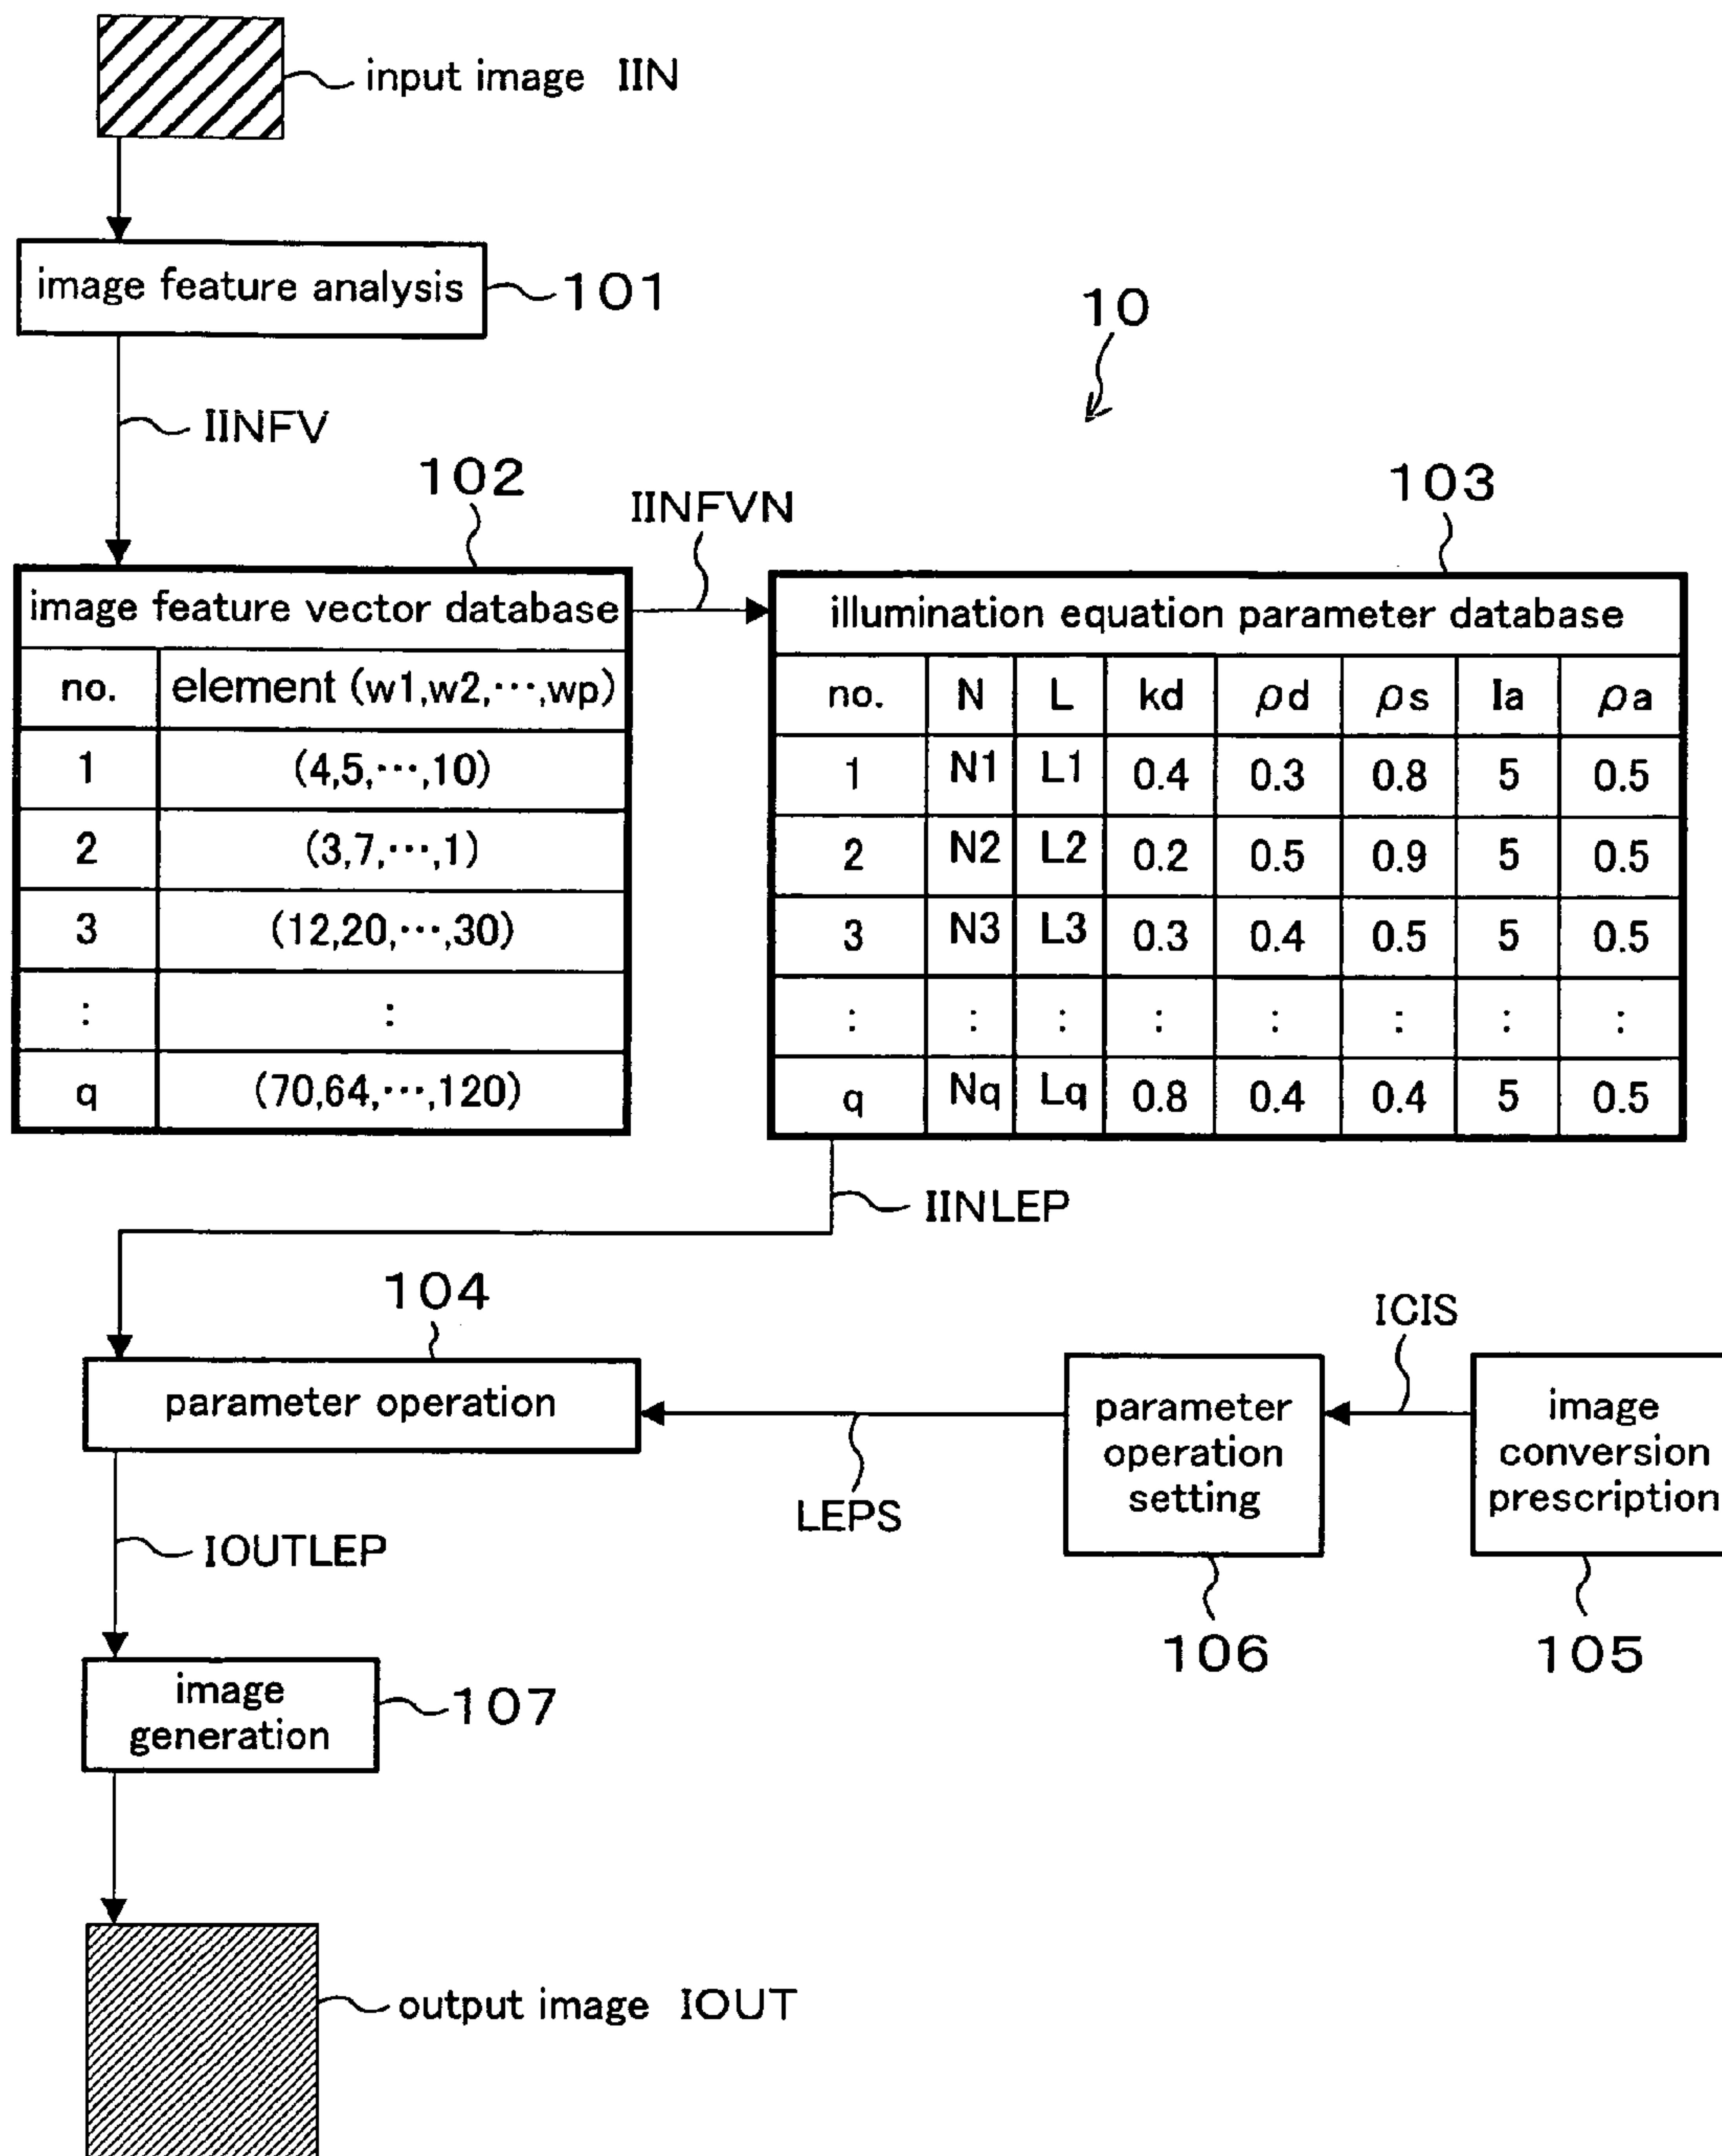 input image IIN
image feature analysis
101
10
IINFV
102
IINFVN
103
image feature vector database
no. element (w1,w2,⋯,wp)
1 (4,5,⋯,10)
2 (3,7,⋯,1)
3 (12,20,⋯,30)
: :
q (70,64,⋯,120)
illumination equation parameter database
no. N L kd ρd ρs Ia ρa
1 N1 L1 0.4 0.3 0.8 5 0.5
2 N2 L2 0.2 0.5 0.9 5 0.5
3 N3 L3 0.3 0.4 0.5 5 0.5
: : : : : : : :
q Nq Lq 0.8 0.4 0.4 5 0.5
IINLEP
104
parameter operation
ICIS
parameter
operation
setting
image
conversion
prescription
LEPS
106
105
IOUTLEP
image
generation
107
output image IOUT